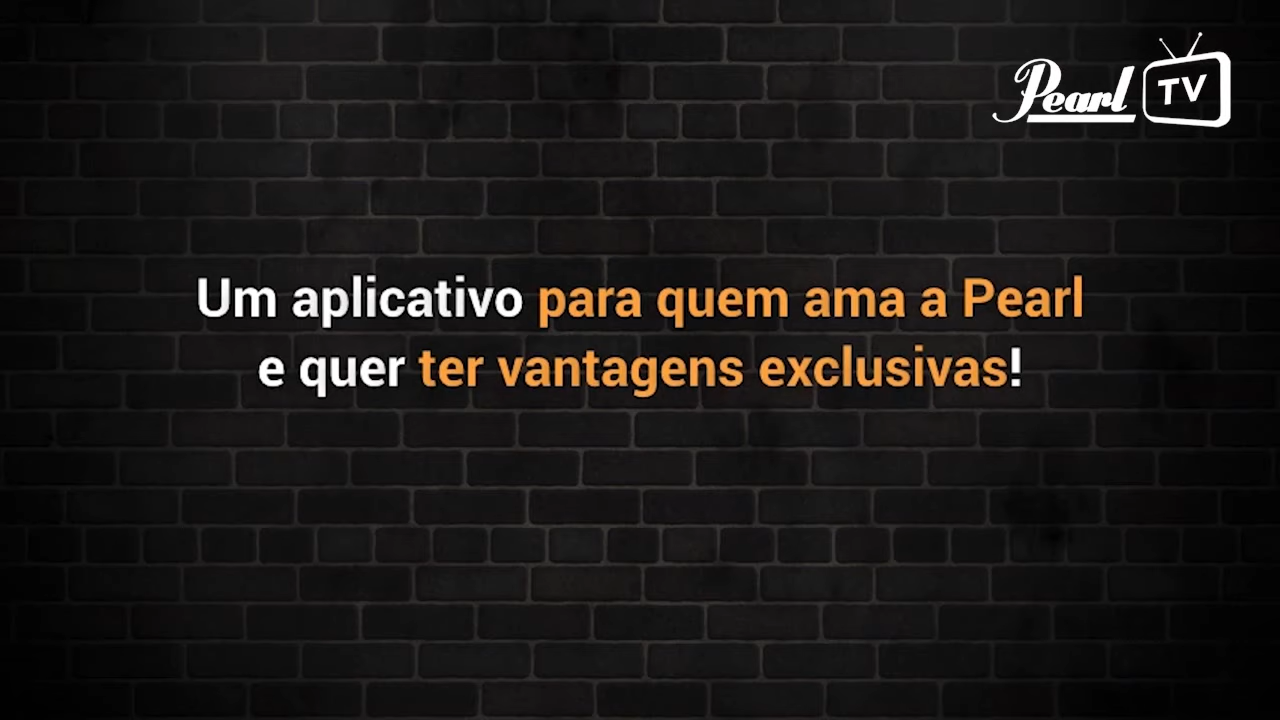 Pearl TV
Um aplicativo para quem ama a Pearl
e quer ter vantagens exclusivas!